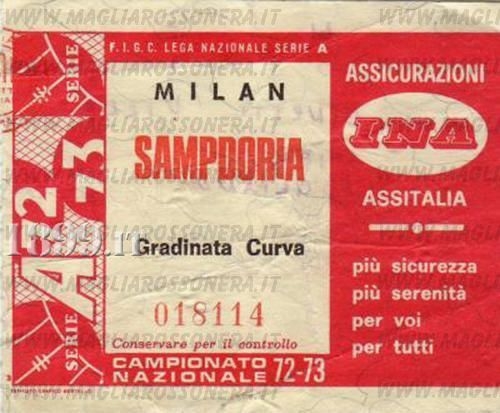 F.I.G.C. LEGA NAZIONALE SERIE A
MILAN
SAMPDORIA
Gradinata Curva
018114
Conservare per il controllo
CAMPIONATO
NAZIONALE 72-73
SERIE
A
72
73
SERIE
ASSICURAZIONI
INA
ASSITALIA
più sicurezza
più serenità
per voi
per tutti
WWW.MAGLIAROSSONERA.IT